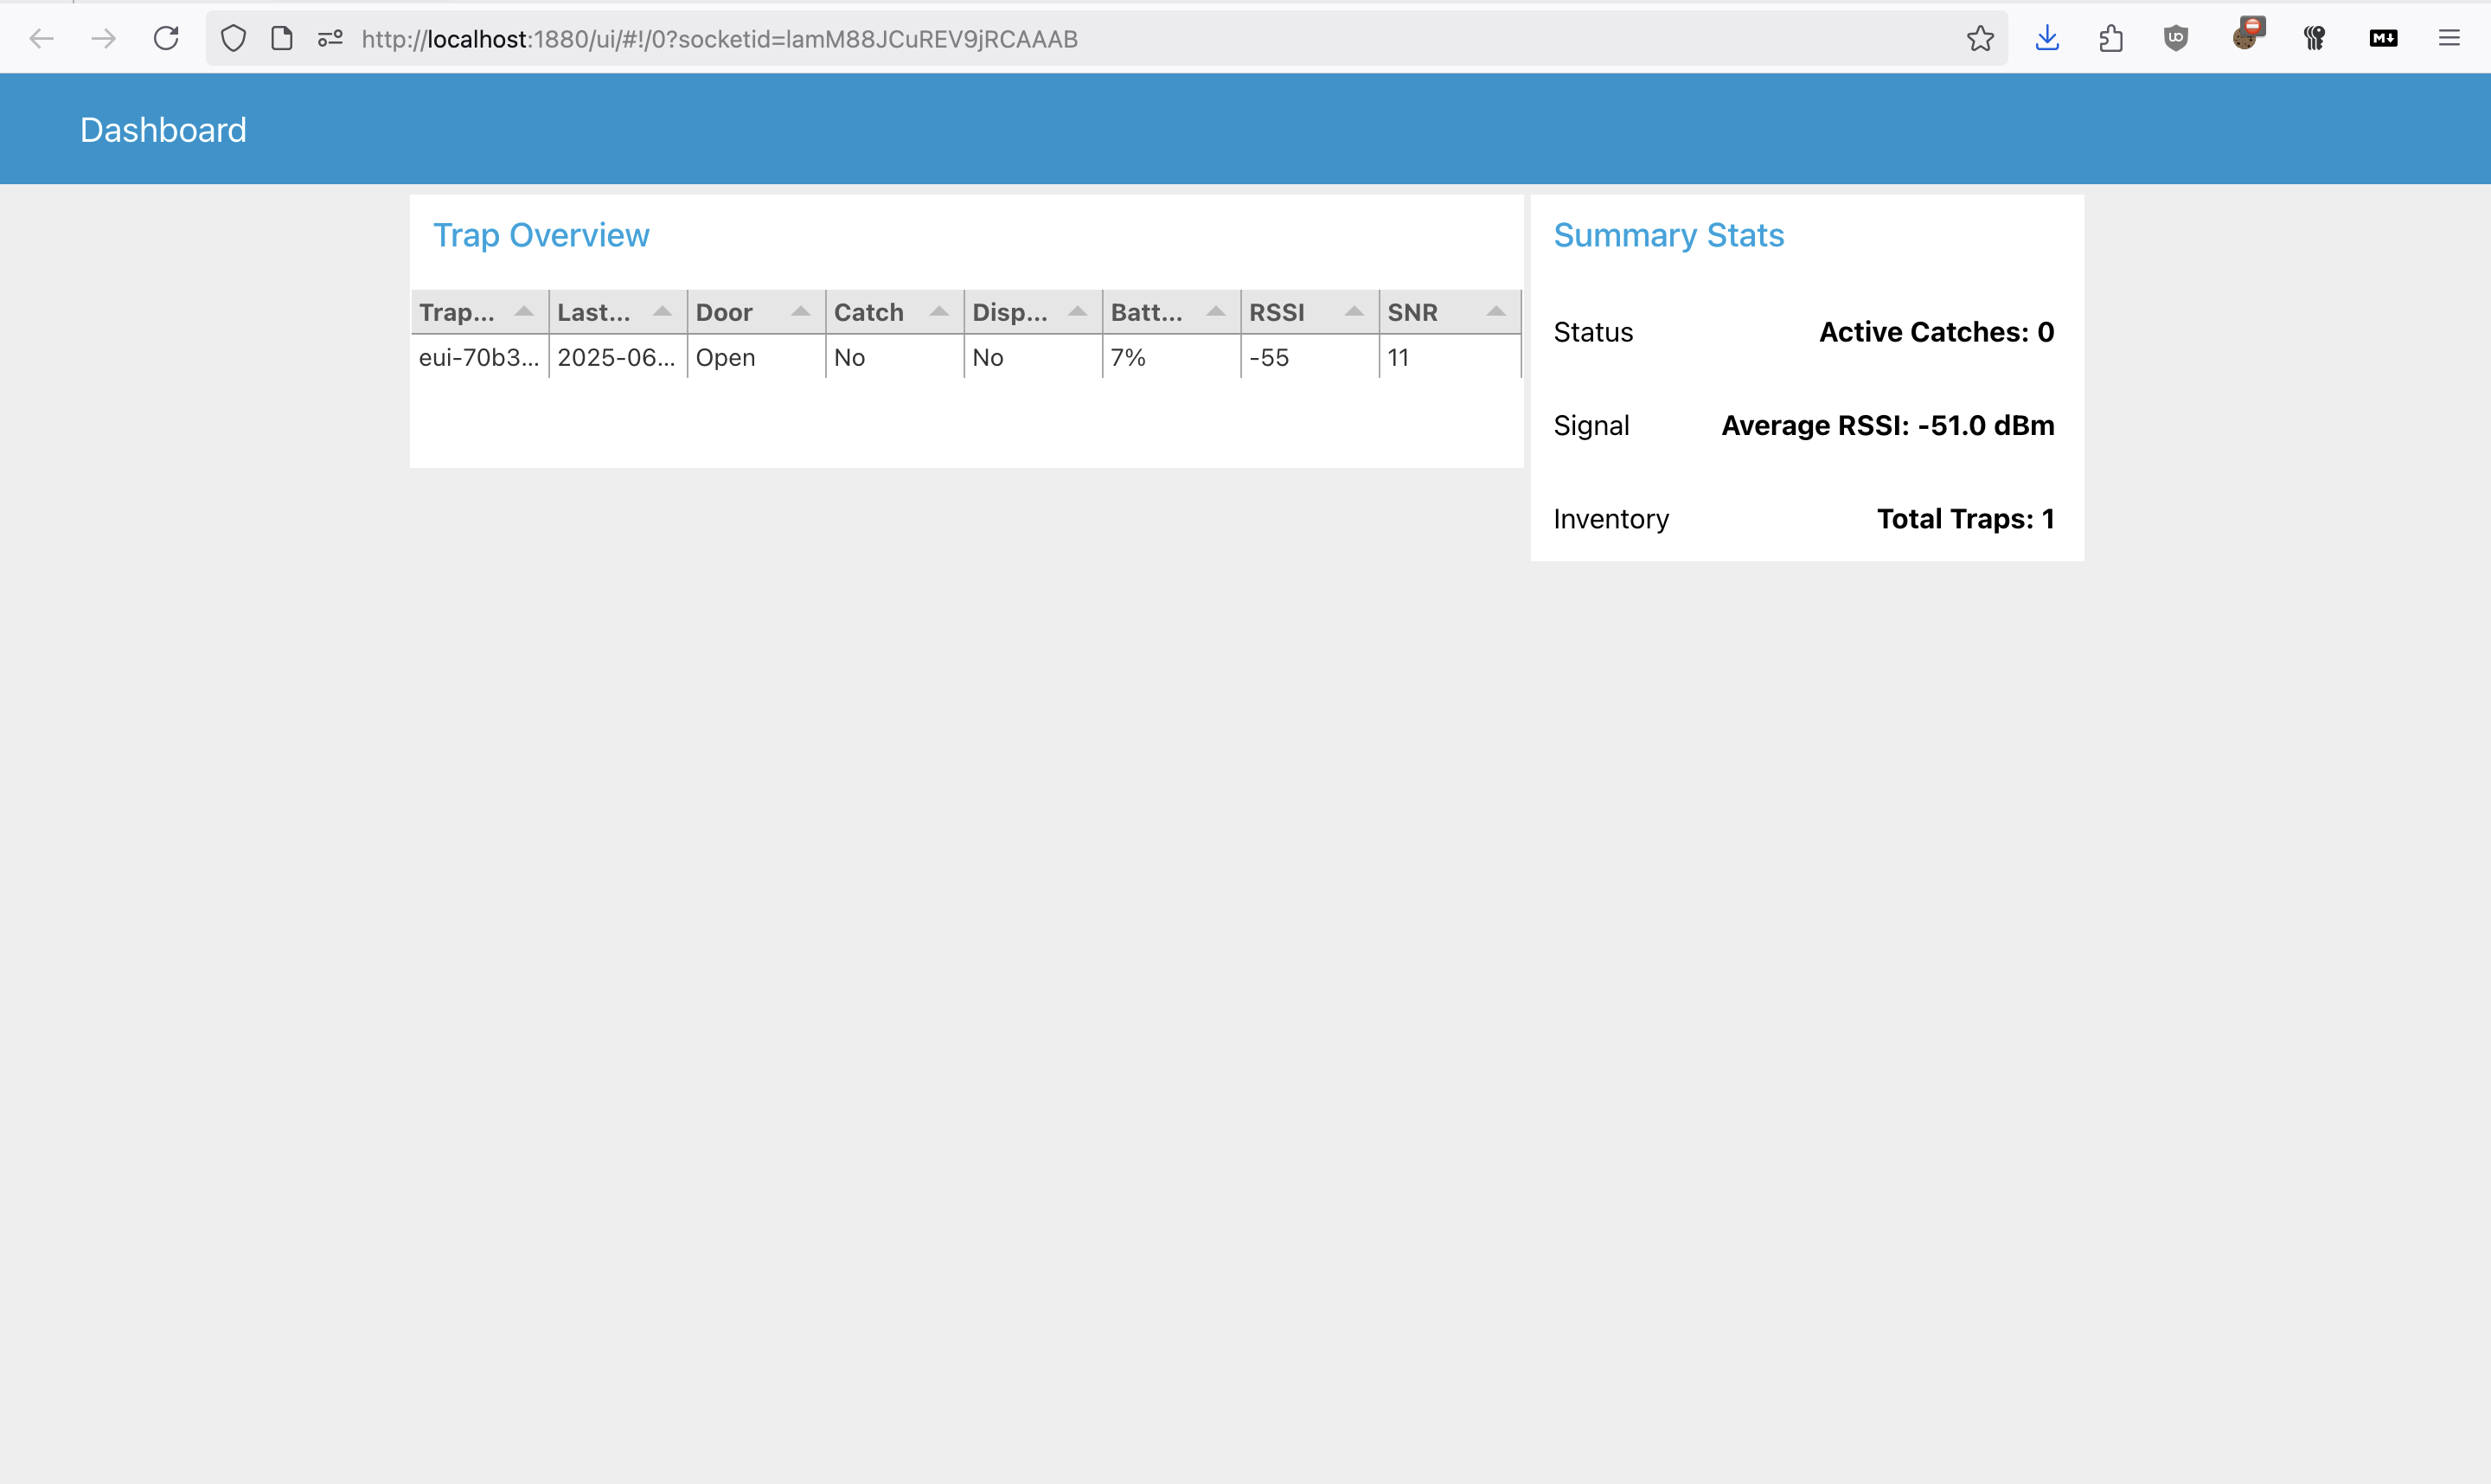 http://localhost:1880/ui/#!/0?socketid=lamM88JCuREV9jRCAAAB
Dashboard
Trap Overview
Trap... Last... Door Catch Disp... Batt... RSSI SNR
eui-70b3... 2025-06... Open No No 7% -55 11
Summary Stats
Status Active Catches: 0
Signal Average RSSI: -51.0 dBm
Inventory Total Traps: 1